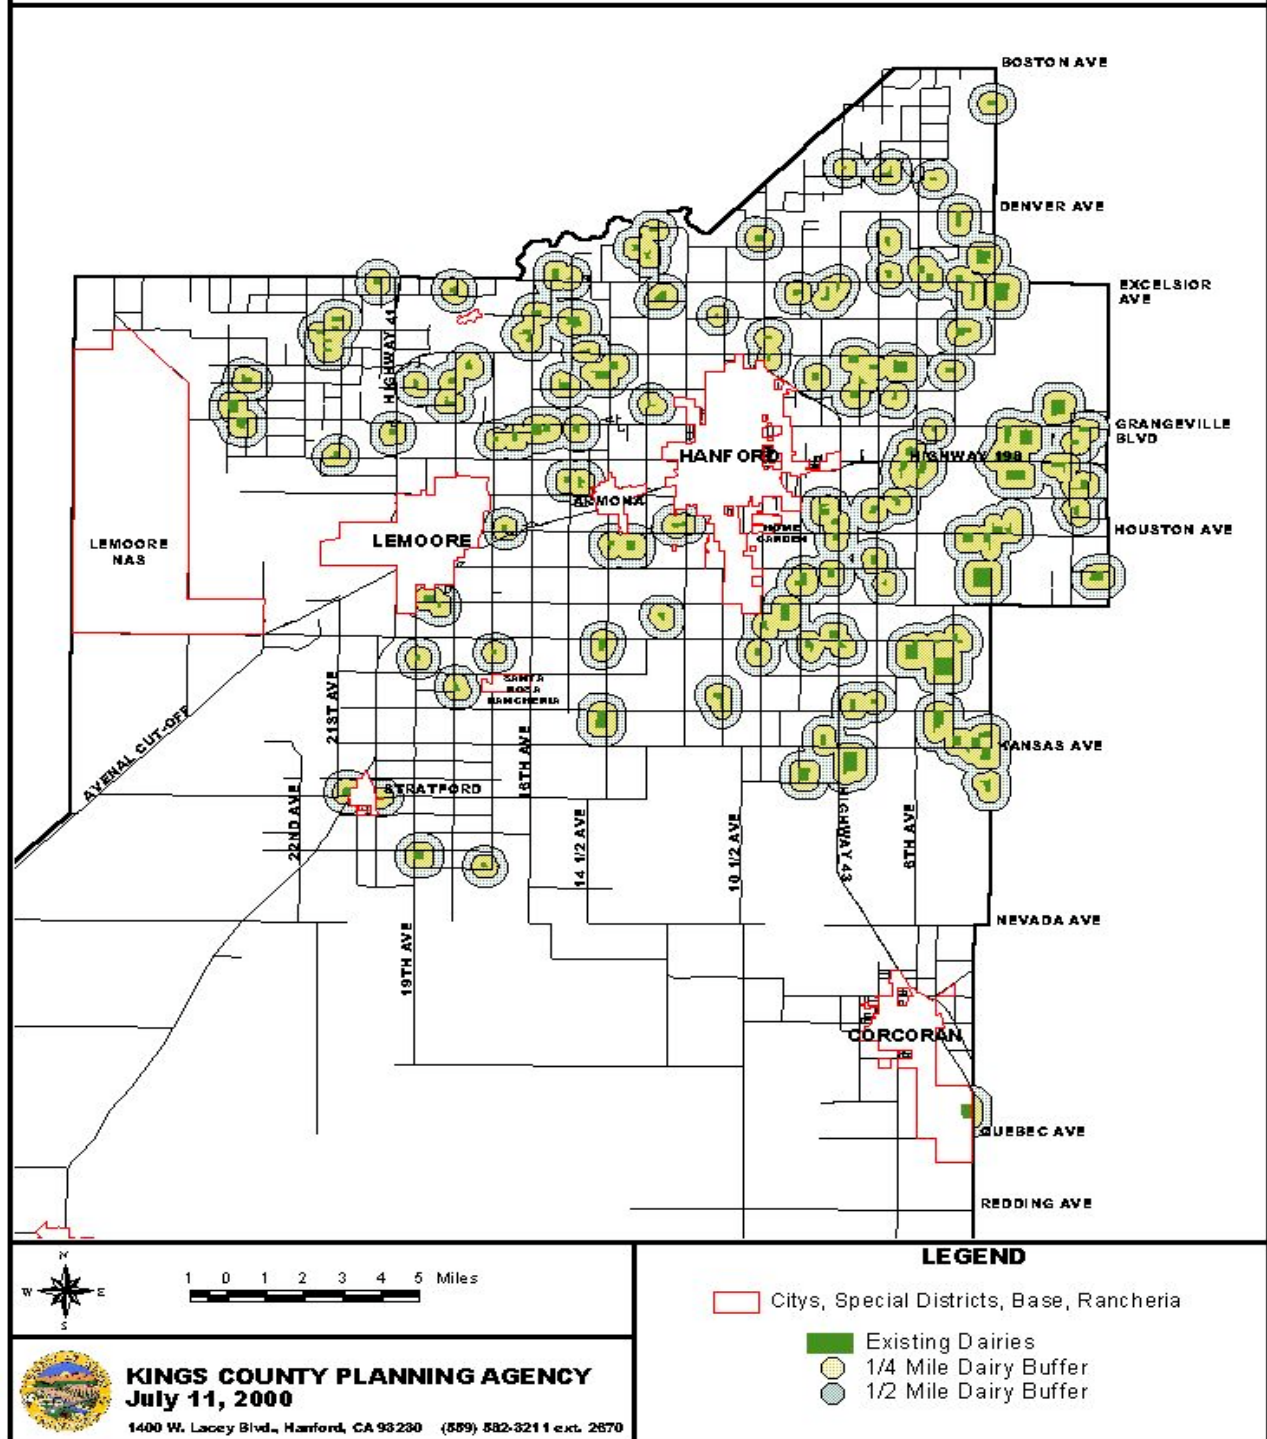 BOSTON AVE
DENVER AVE
EXCELSIOR
AVE
HIGHWAY 41
GRANGEVILLE
BLVD
HANFORD
HIGHWAY 198
ARMONA
HOME
GARDEN
HOUSTON AVE
LEMOORE
LEMOORE
NAS
SANTA
ROSA
RANCHERIA
21ST AVE
AVENAL CUT-OFF
16TH AVE
KANSAS AVE
STRATFORD
22ND AVE
14 1/2 AVE
10 1/2 AVE
HIGHWAY 43
6TH AVE
NEVADA AVE
19TH AVE
CORCORAN
QUEBEC AVE
REDDING AVE
N
W E
S
1 0 1 2 3 4 5 Miles
LEGEND
Citys, Special Districts, Base, Rancheria
Existing Dairies
1/4 Mile Dairy Buffer
1/2 Mile Dairy Buffer
KINGS COUNTY PLANNING AGENCY
July 11, 2000
1400 W. Lacey Blvd., Hanford, CA 93230 (559) 582-3211 ext. 2670